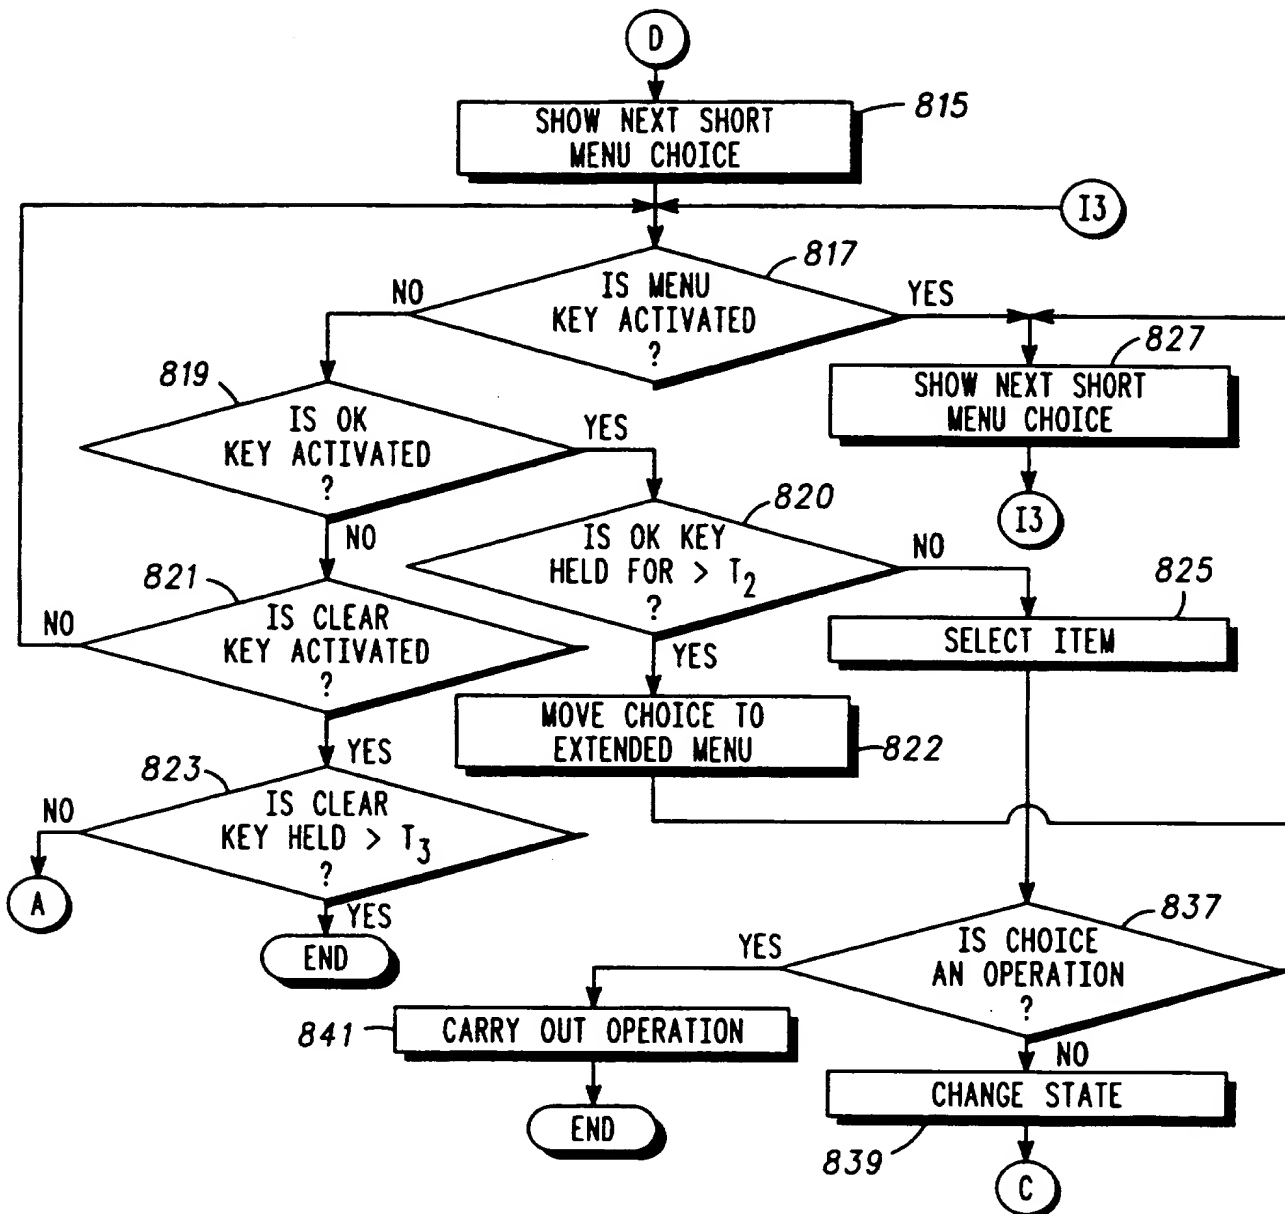 D
SHOW NEXT SHORT
MENU CHOICE
815
I3
817
IS MENU
KEY ACTIVATED
?
NO
YES
827
SHOW NEXT SHORT
MENU CHOICE
I3
819
IS OK
KEY ACTIVATED
?
YES
NO
820
IS OK KEY
HELD FOR > T2
?
NO
YES
825
SELECT ITEM
821
IS CLEAR
KEY ACTIVATED
?
NO
YES
MOVE CHOICE TO
EXTENDED MENU
822
823
IS CLEAR
KEY HELD > T3
?
NO
A
YES
END
837
IS CHOICE
AN OPERATION
?
YES
NO
841
CARRY OUT OPERATION
END
CHANGE STATE
839
C